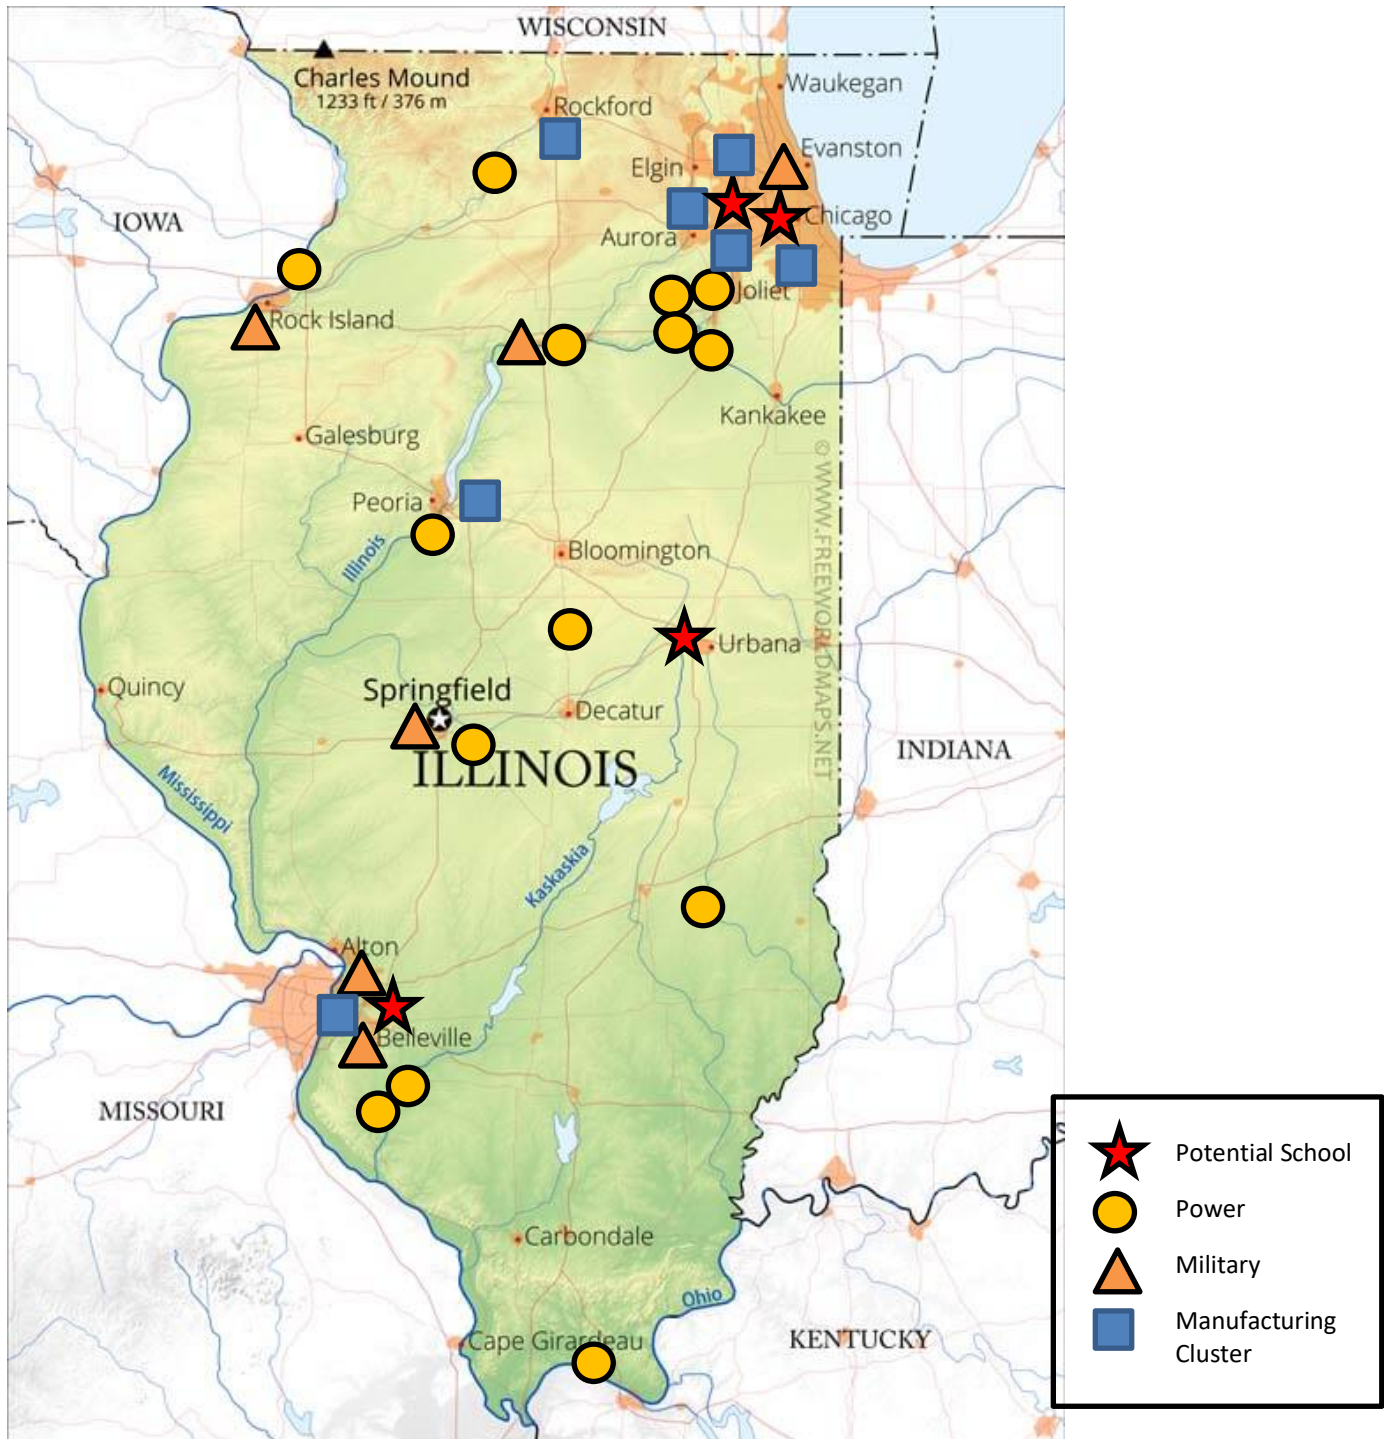 WISCONSIN
Charles Mound
1233 ft / 376 m
Waukegan
Rockford
Evanston
Elgin
IOWA
Chicago
Aurora
Joliet
Rock Island
Kankakee
Galesburg
© WWW.FREEWORLDMAPS.NET
Peoria
Illinois
Bloomington
Urbana
Quincy
Springfield
Decatur
ILLINOIS
INDIANA
Mississippi
Kaskaskia
Alton
Belleville
MISSOURI
Potential School
Power
Military
Manufacturing
Cluster
Carbondale
Ohio
Cape Girardeau
KENTUCKY